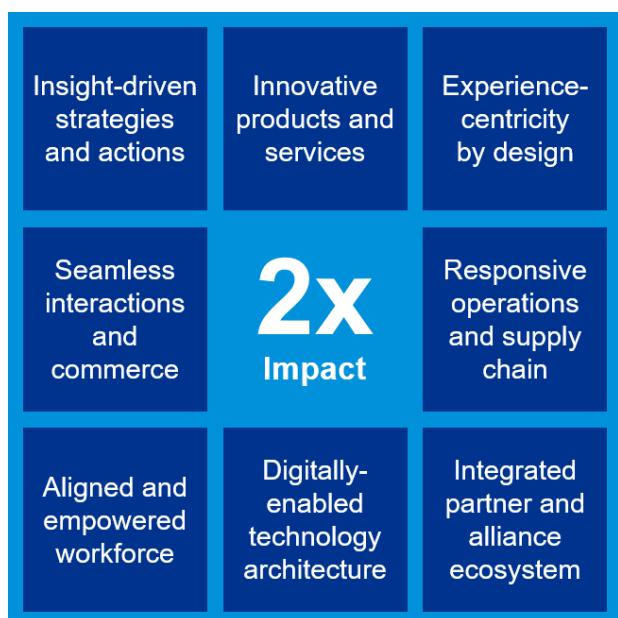 Insight-driven
strategies
and actions
Innovative
products and
services
Experience-
centricity
by design
Seamless
interactions
and
commerce
2x
Impact
Responsive
operations
and supply
chain
Aligned and
empowered
workforce
Digitally-
enabled
technology
architecture
Integrated
partner and
alliance
ecosystem